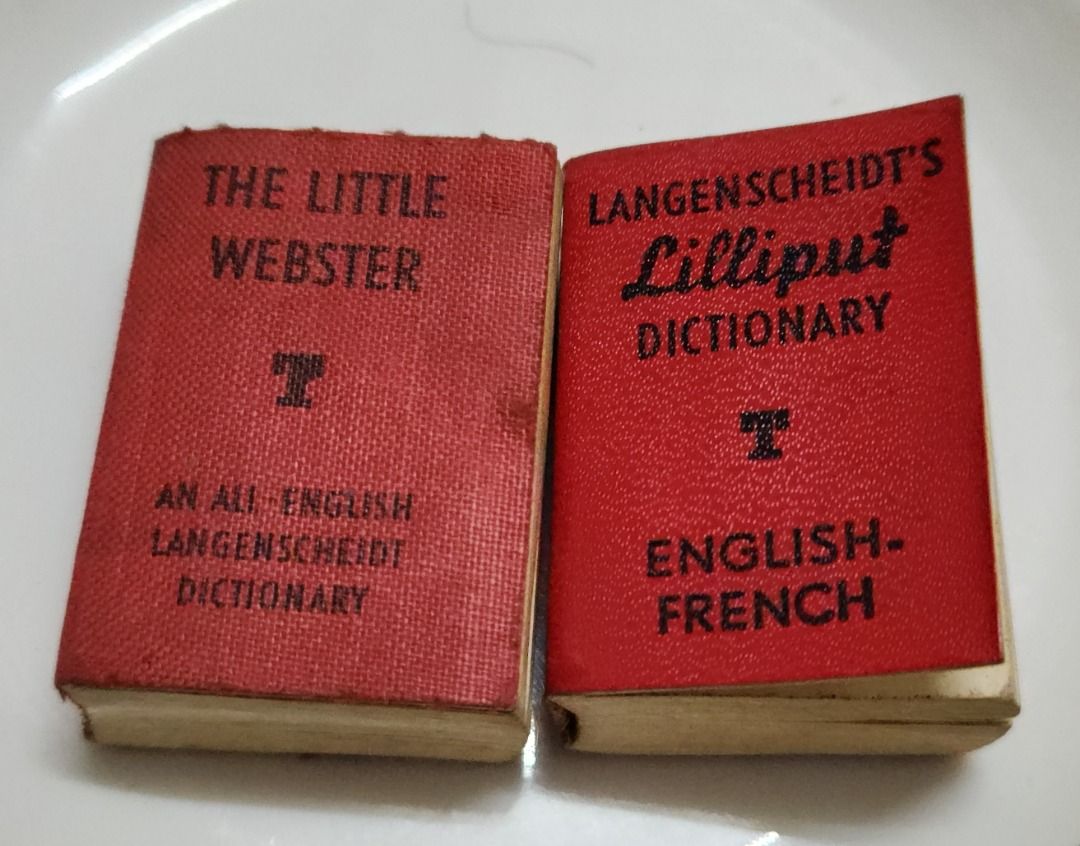 THE LITTLE
WEBSTER
T
AN ALL-ENGLISH
LANGENSCHEIDT
DICTIONARY
LANGENSCHEIDT'S
Lilliput
DICTIONARY
T
ENGLISH-
FRENCH